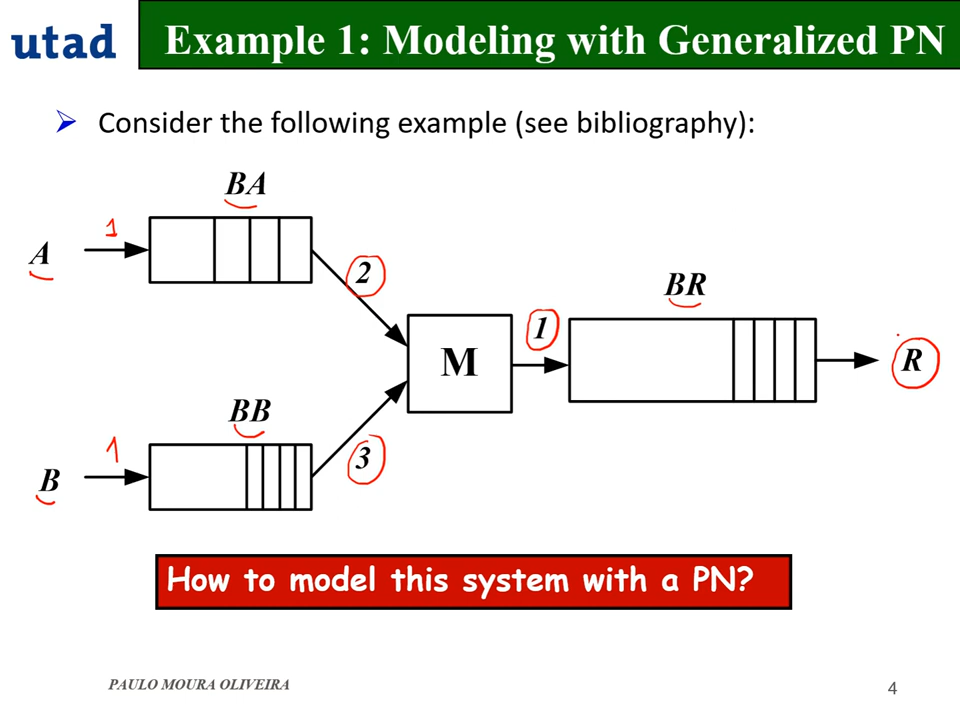 utad
Example 1: Modeling with Generalized PN
Consider the following example (see bibliography):
BA
A
1
2
BR
1
M
R
BB
B
1
3
How to model this system with a PN?
PAULO MOURA OLIVEIRA
4